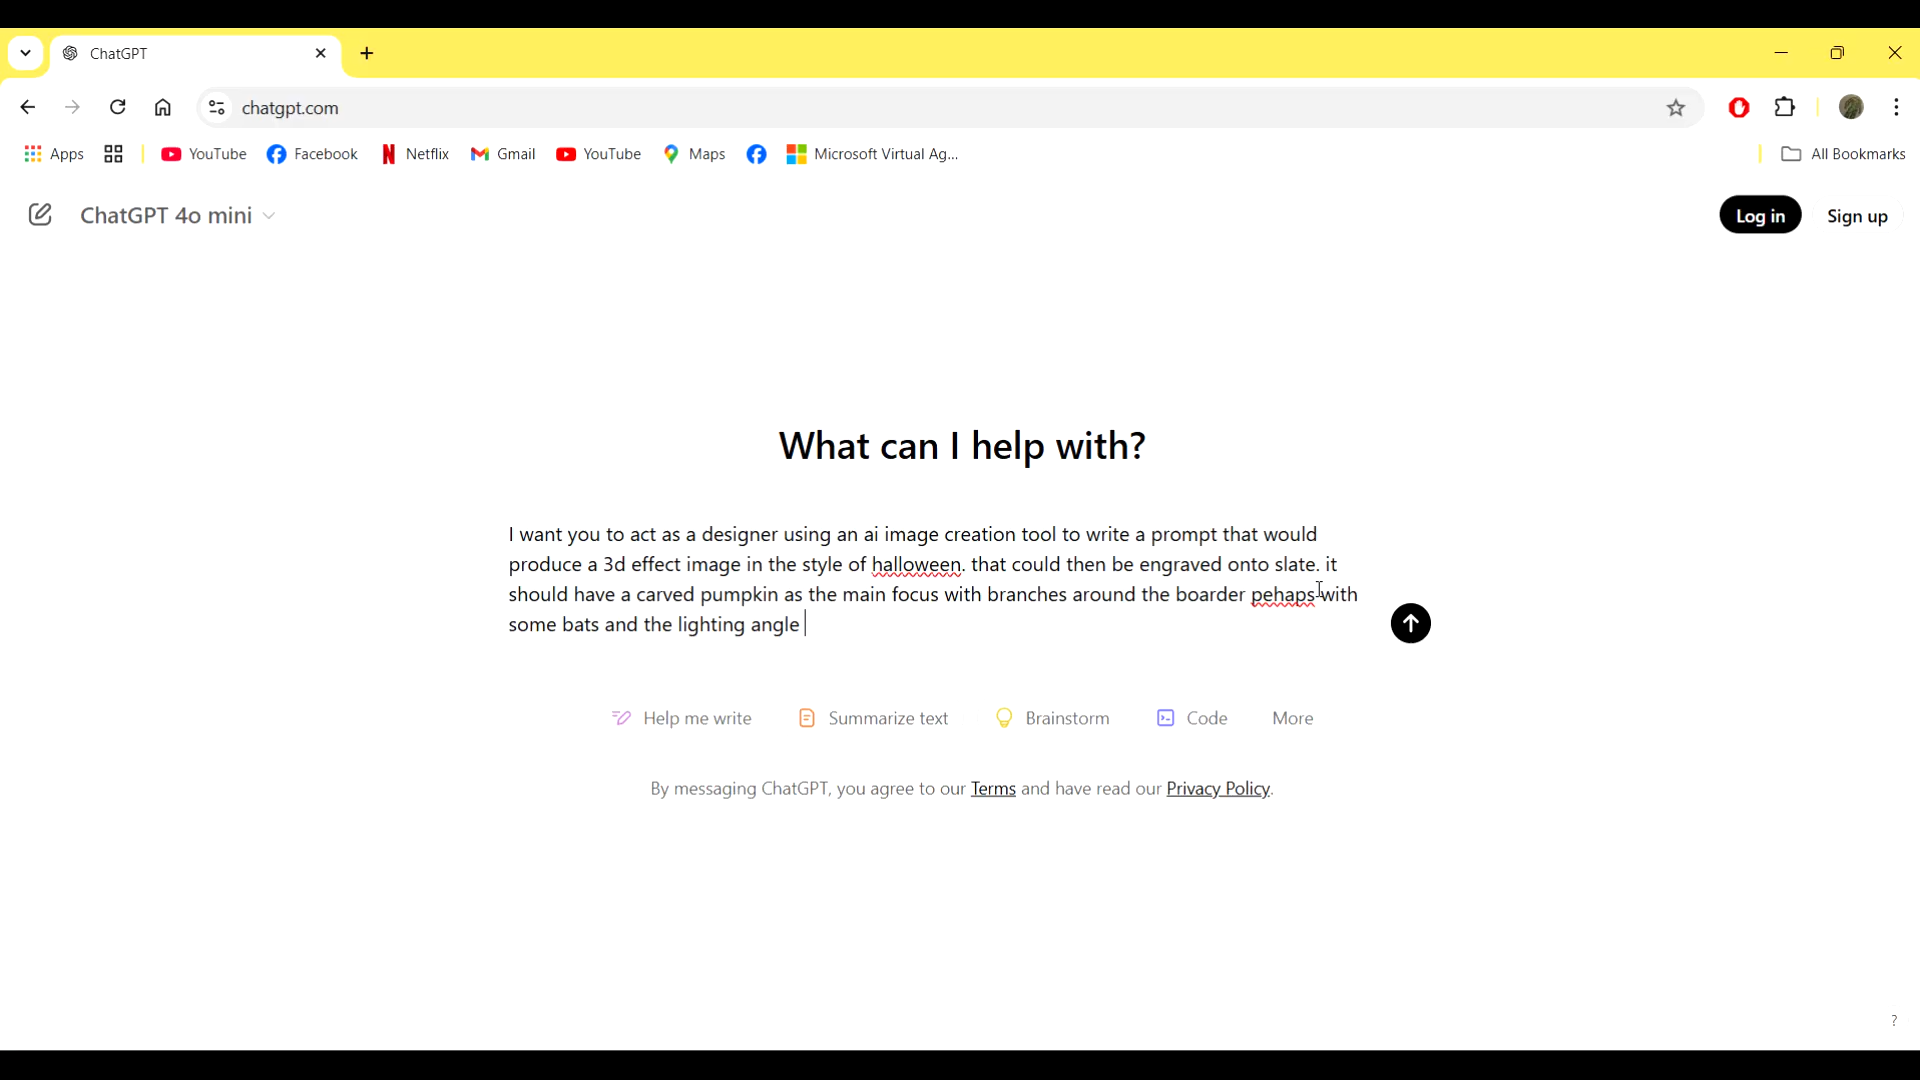 ChatGPT
chatgpt.com
Apps YouTube Facebook Netflix Gmail YouTube Maps Microsoft Virtual Ag... All Bookmarks
ChatGPT 4o mini Log in Sign up
What can I help with?
I want you to act as a designer using an ai image creation tool to write a prompt that would
produce a 3d effect image in the style of halloween. that could then be engraved onto slate. it
should have a carved pumpkin as the main focus with branches around the boarder pehaps with
some bats and the lighting angle
Help me write Summarize text Brainstorm Code More
By messaging ChatGPT, you agree to our Terms and have read our Privacy Policy.
?